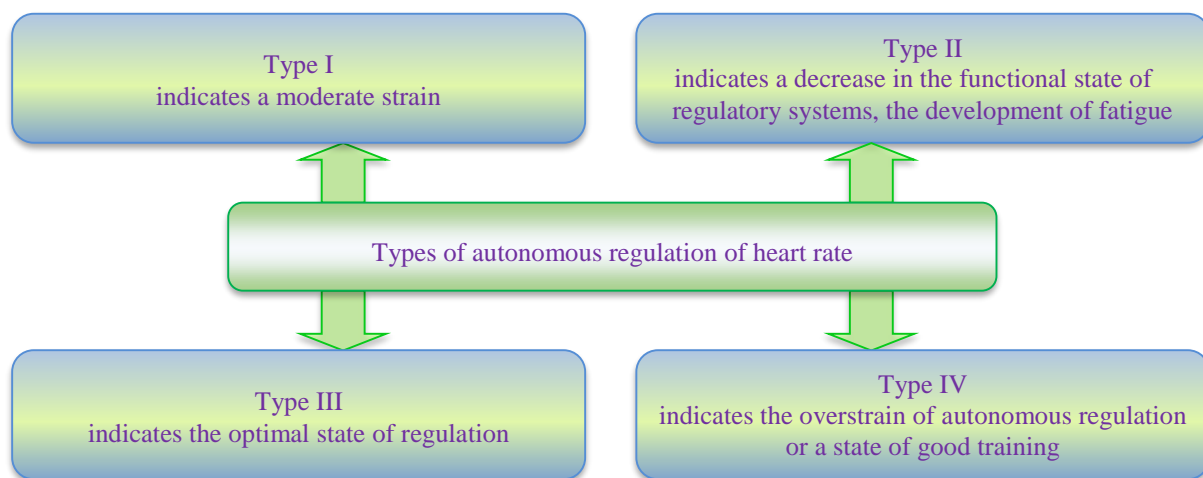 Type I
indicates a moderate strain
Type II
indicates a decrease in the functional state of
regulatory systems, the development of fatigue
Types of autonomous regulation of heart rate
Type III
indicates the optimal state of regulation
Type IV
indicates the overstrain of autonomous regulation
or a state of good training